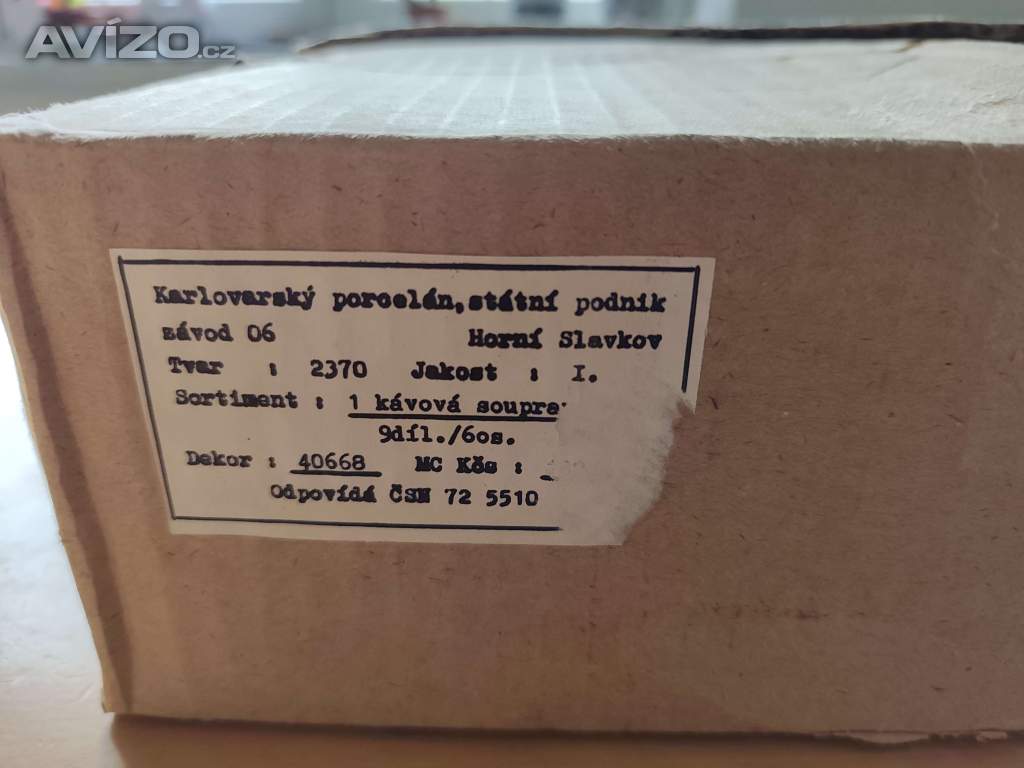 AVÍZO.cz
Karlovarský porcelán, státní podnik
závod 06 Horní Slavkov
Tvar : 2370 Jakost : I.
Sortiment : 1 kávová soupra
9díl./6os.
Dekor : 40668 MC Kčs :
Odpovídá ČSN 72 5510